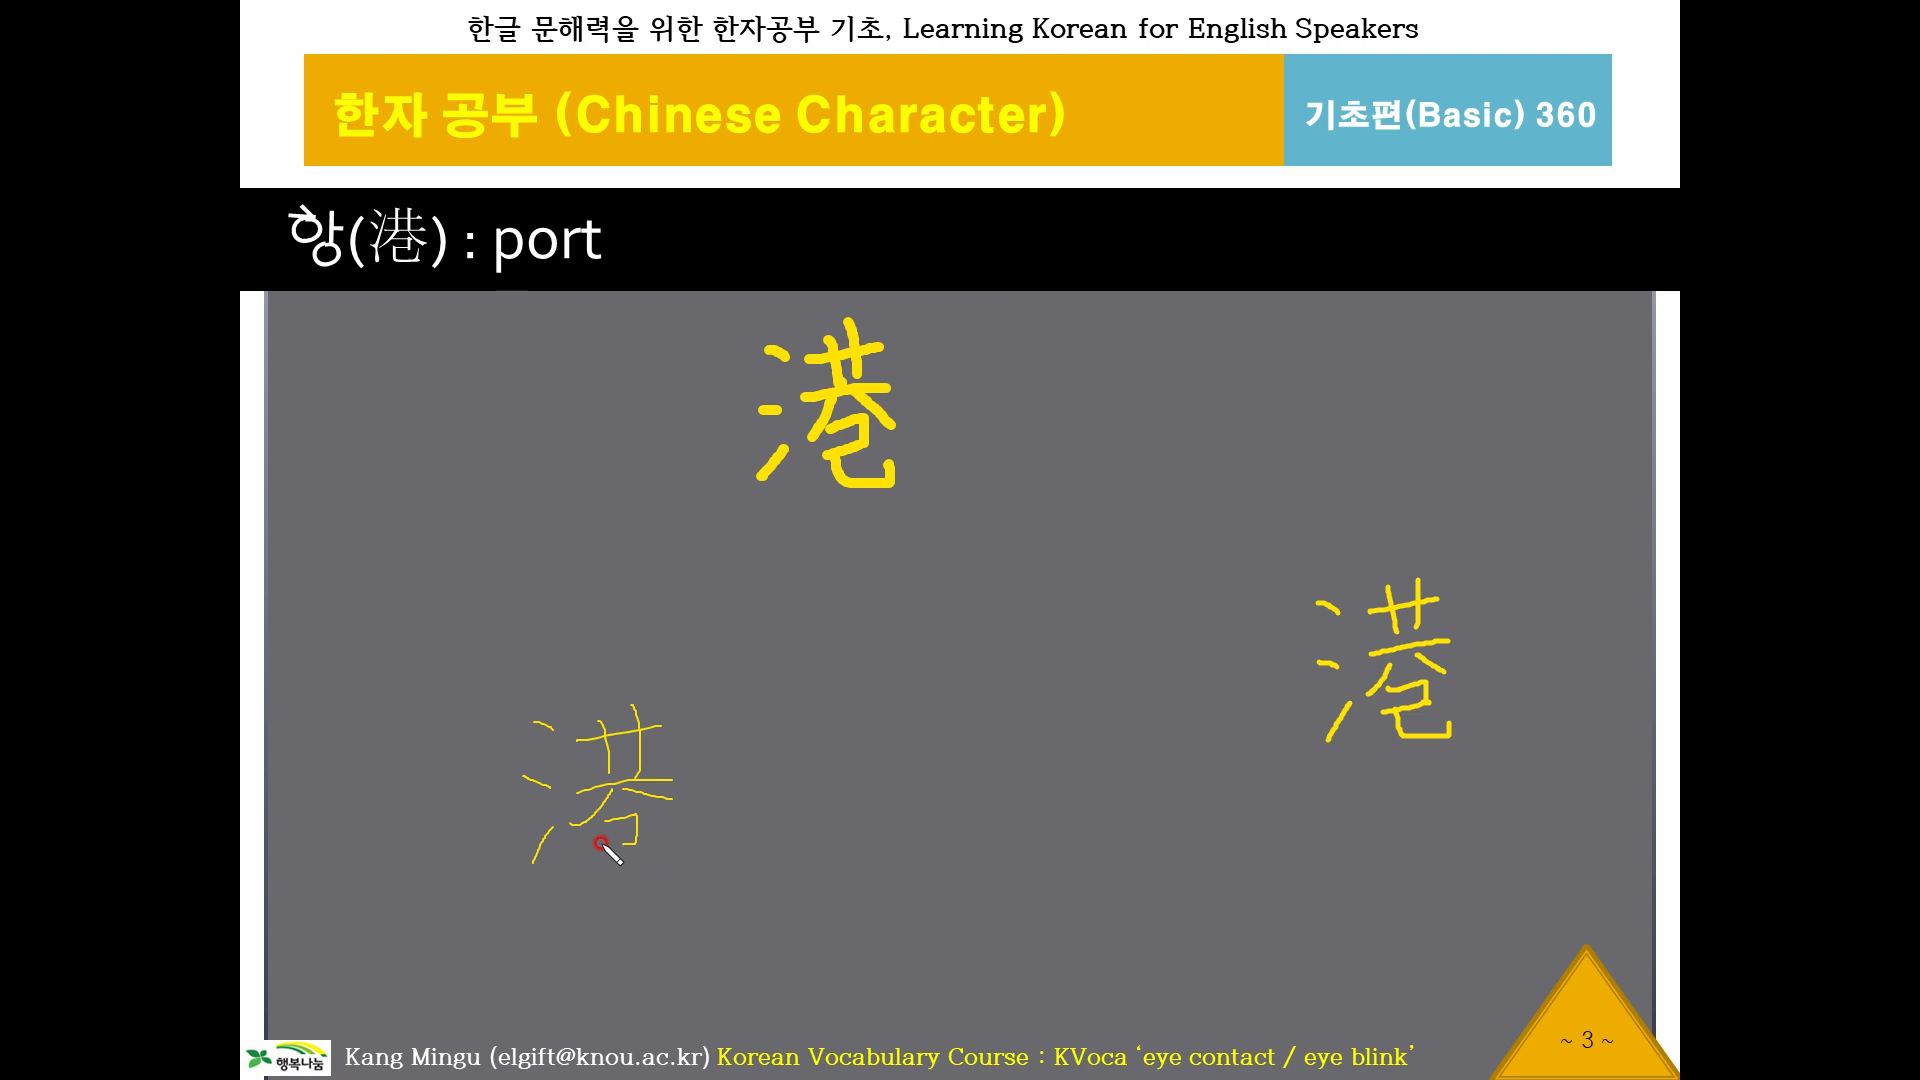 한글 문해력을 위한 한자공부 기초, Learning Korean for English Speakers
한자 공부 (Chinese Character)
기초편(Basic) 360
항(港) : port
港
港
행복나눔
Kang Mingu (elgift@knou.ac.kr) Korean Vocabulary Course : KVoca ‘eye contact / eye blink’
~ 3 ~